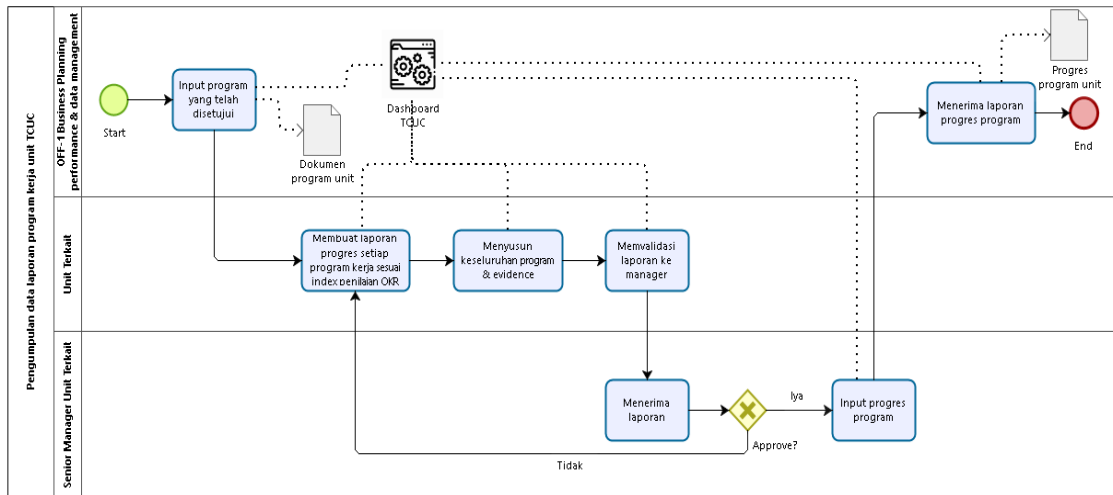 Pengumpulan data laporan program kerja unit TCUC
OFF-1 Business Planning
performance & data management
Start
Input program
yang telah
disetujui
Dokumen
program unit
Dashboard
TCUC
Menerima laporan
progres program
Progres
program unit
End
Unit Terkait
Membuat laporan
progres setiap
program kerja sesuai
index penilaian OKR
Menyusun
keseluruhan program
& evidence
Memvalidasi
laporan ke
manager
Senior Manager Unit Terkait
Menerima
laporan
Approve?
Iya
Input progres
program
Tidak